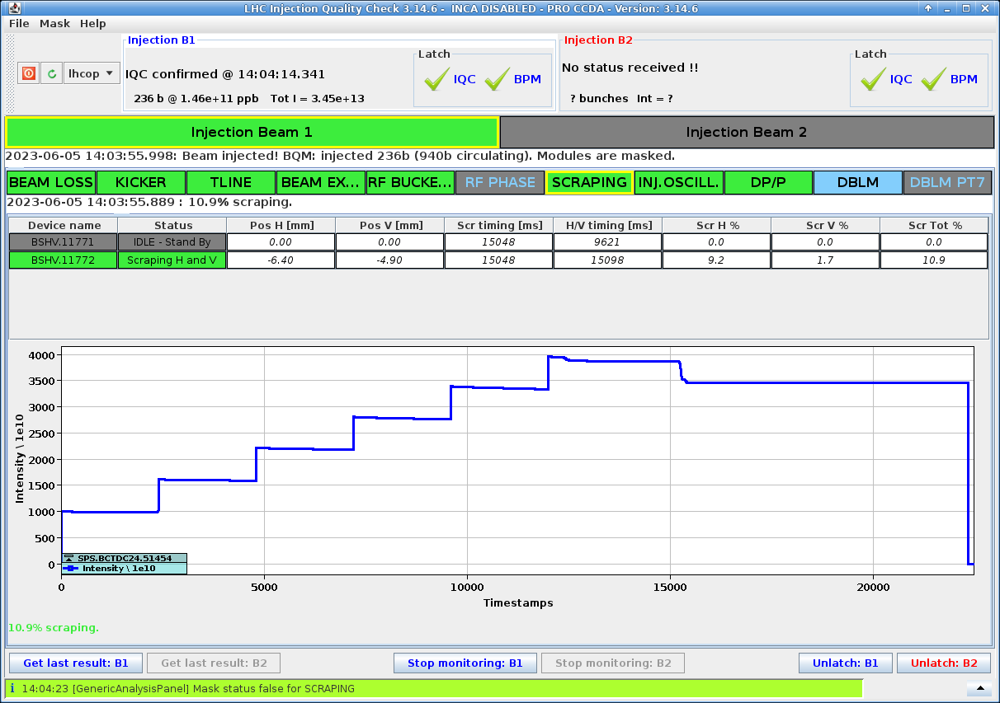 LHC Injection Quality Check 3.14.6 - INCA DISABLED - PRO CCDA - Version: 3.14.6
File Mask Help
Injection B1
lhcop
IQC confirmed @ 14:04:14.341
236 b @ 1.46e+11 ppb Tot I = 3.45e+13
Latch
IQC BPM
Injection B2
No status received !!
? bunches Int = ?
Latch
IQC BPM
Injection Beam 1 Injection Beam 2
2023-06-05 14:03:55.998: Beam injected! BQM: injected 236b (940b circulating). Modules are masked.
BEAM LOSS KICKER TLINE BEAM EX... RF BUCKE... RF PHASE SCRAPING INJ.OSCILL. DP/P DBLM DBLM PT7
2023-06-05 14:03:55.889 : 10.9% scraping.
Device name Status Pos H [mm] Pos V [mm] Scr timing [ms] H/V timing [ms] Scr H % Scr V % Scr Tot %
BSHV.11771 IDLE - Stand By 0.00 0.00 15048 9621 0.0 0.0 0.0
BSHV.11772 Scraping H and V -6.40 -4.90 15048 15098 9.2 1.7 10.9
4000
3500
3000
2500
2000
1500
1000
500
0
Intensity \ 1e10
SPS.BCTDC24.51454
Intensity \ 1e10
0 5000 10000 15000 20000
Timestamps
10.9% scraping.
Get last result: B1 Get last result: B2 Stop monitoring: B1 Stop monitoring: B2 Unlatch: B1 Unlatch: B2
i 14:04:23 [GenericAnalysisPanel] Mask status false for SCRAPING